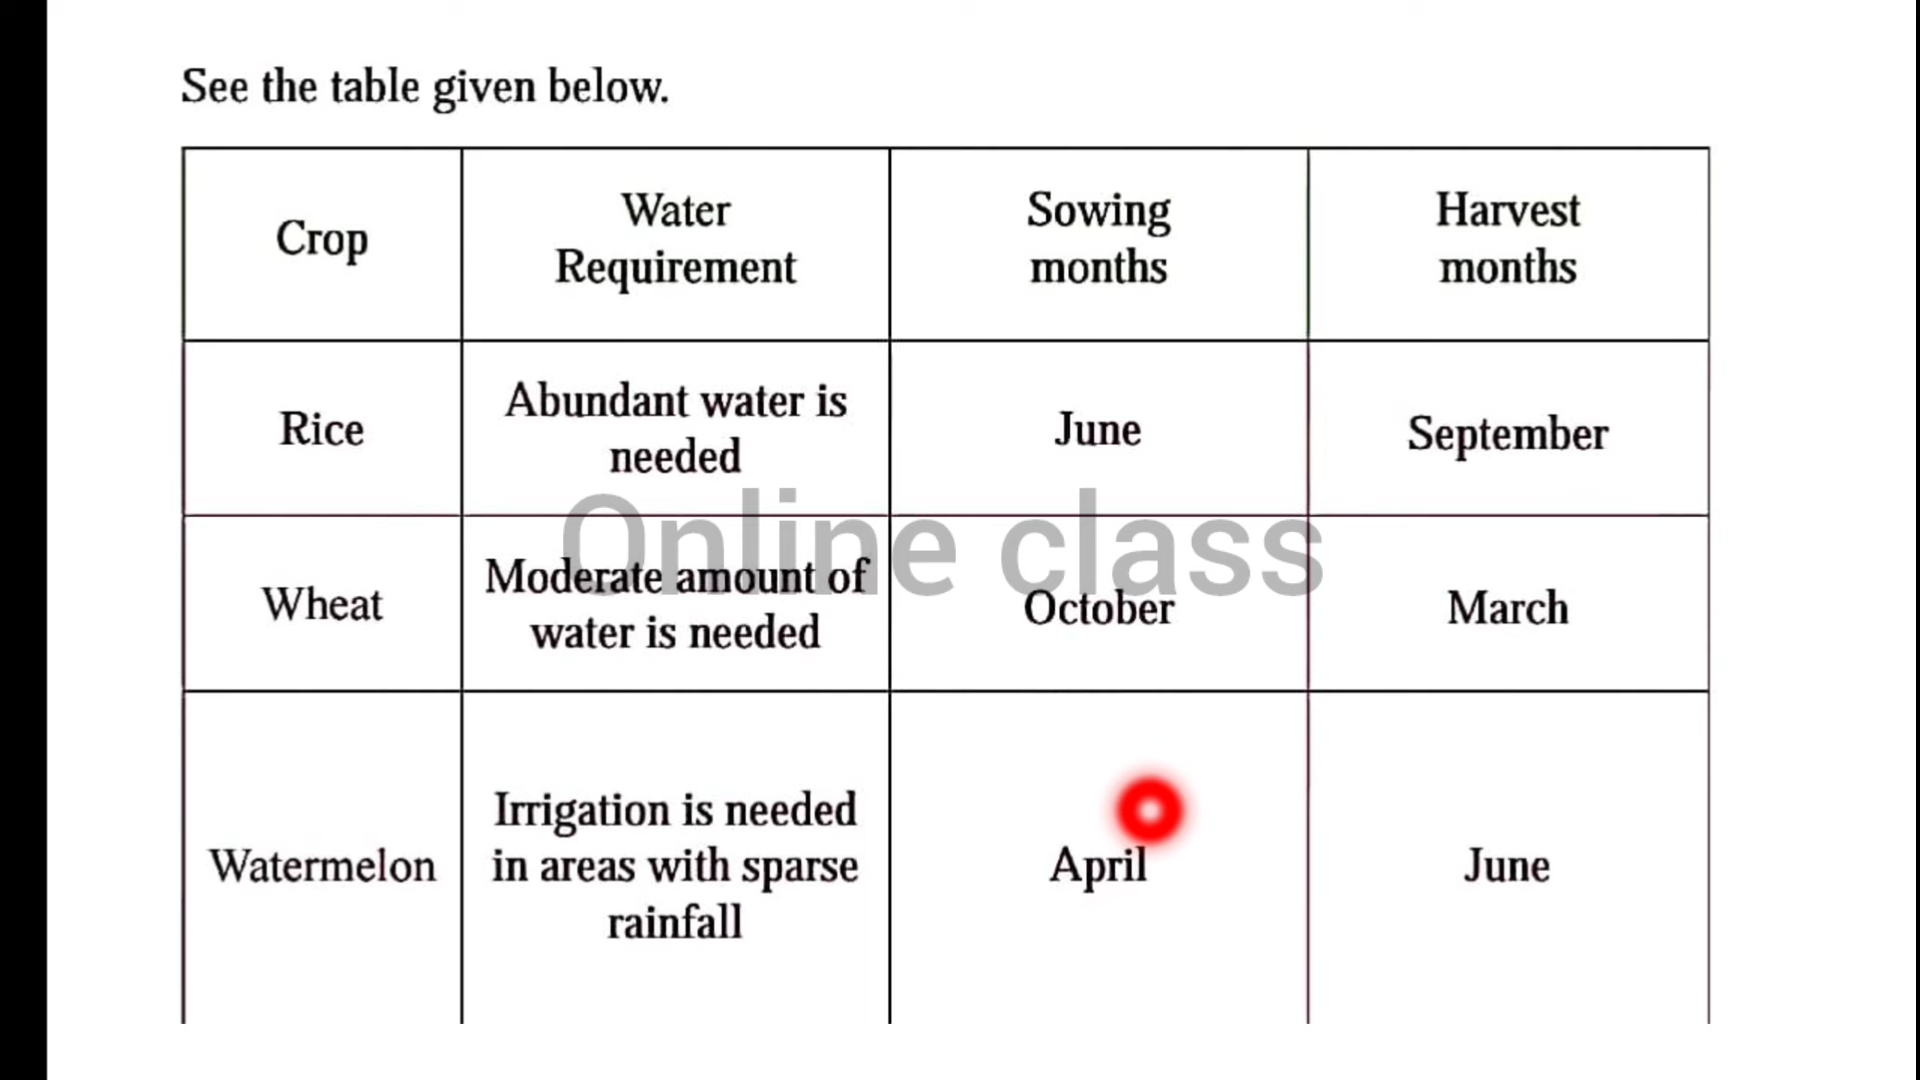 See the table given below.
Crop
Water
Requirement
Sowing
months
Harvest
months
Rice
Abundant water is
needed
June
September
Wheat
Moderate amount of
water is needed
October
March
Watermelon
Irrigation is needed
in areas with sparse
rainfall
April
June
Online class